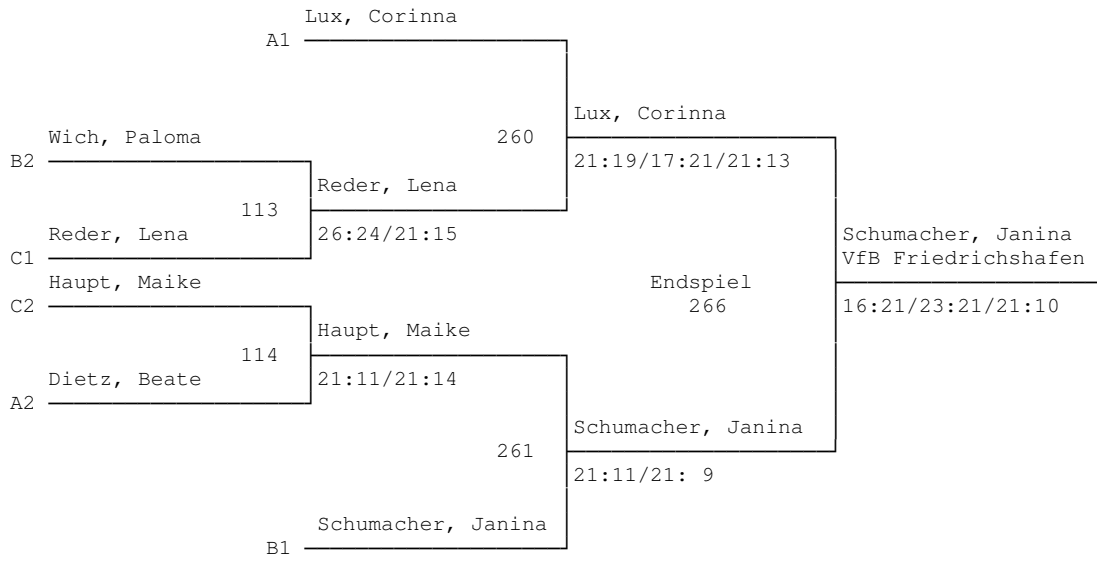 Lux, Corinna
A1
Lux, Corinna
Wich, Paloma 260
B2 21:19/17:21/21:13
Reder, Lena
113
Reder, Lena 26:24/21:15 Schumacher, Janina
C1 VfB Friedrichshafen
Haupt, Maike Endspiel
C2 266 16:21/23:21/21:10
Haupt, Maike
114
Dietz, Beate 21:11/21:14
A2
Schumacher, Janina
261
21:11/21: 9
Schumacher, Janina
B1